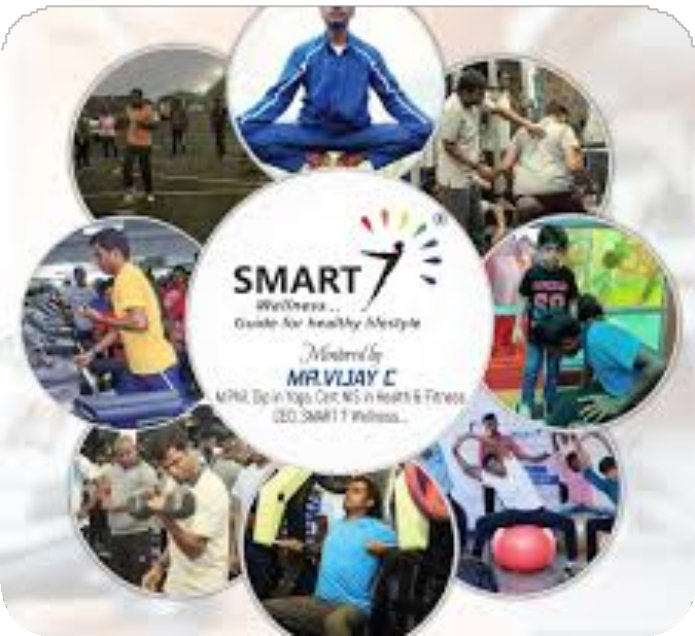 SMART 7 ®
Wellness...
Guide for healthy lifestyle
Mentored by
MR.VIJAY C
M.Phil, Dip in Yoga, Cert. NIS in Health & Fitness
CEO, SMART 7 Wellness...